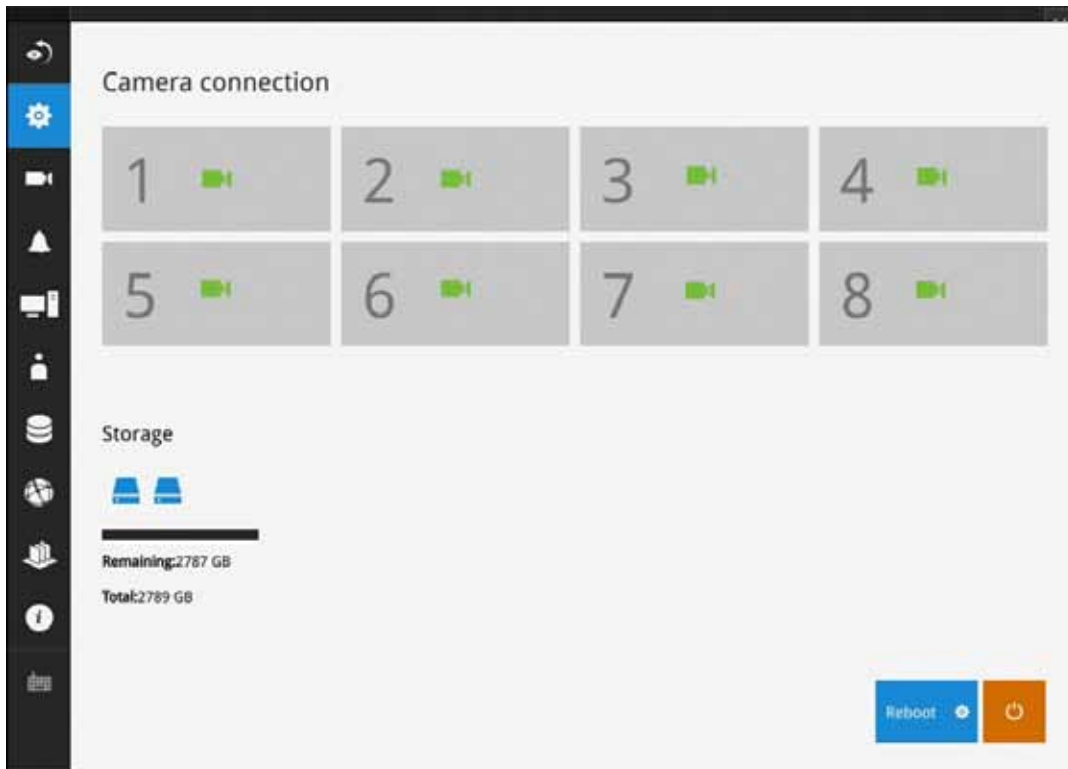 Camera connection
1 2 3 4
5 6 7 8
Storage
Remaining:2787 GB
Total:2789 GB
Reboot